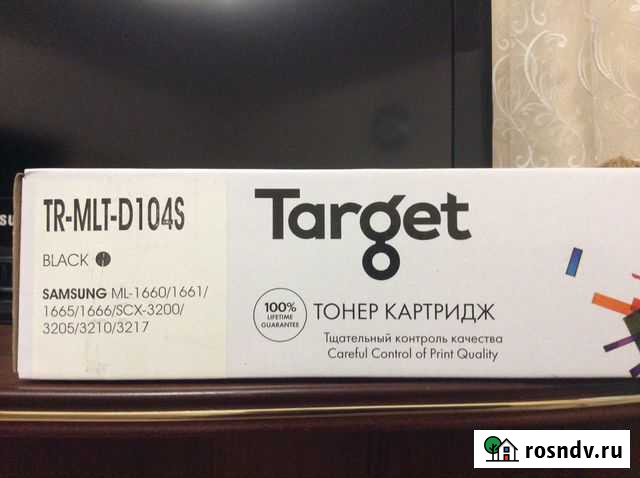 TR-MLT-D104S
BLACK
SAMSUNG ML-1660/1661/
1665/1666/SCX-3200/
3205/3210/3217
Target
100%
LIFETIME
GUARANTEE
ТОНЕР КАРТРИДЖ
Тщательный контроль качества
Careful Control of Print Quality
rosndv.ru